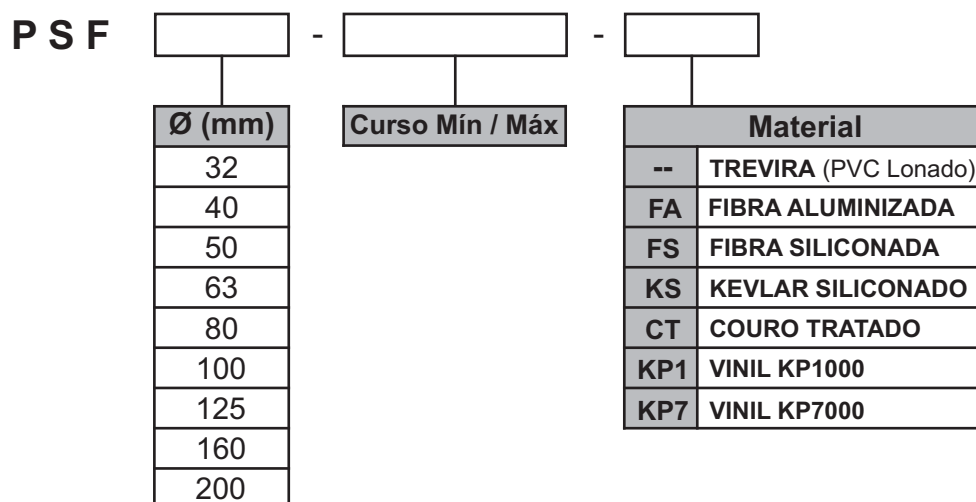 P S F - -
Ø (mm) Curso Mín / Máx Material
32 -- TREVIRA (PVC Lonado)
40 FA FIBRA ALUMINIZADA
50 FS FIBRA SILICONADA
63 KS KEVLAR SILICONADO
80 CT COURO TRATADO
100 KP1 VINIL KP1000
125 KP7 VINIL KP7000
160
200